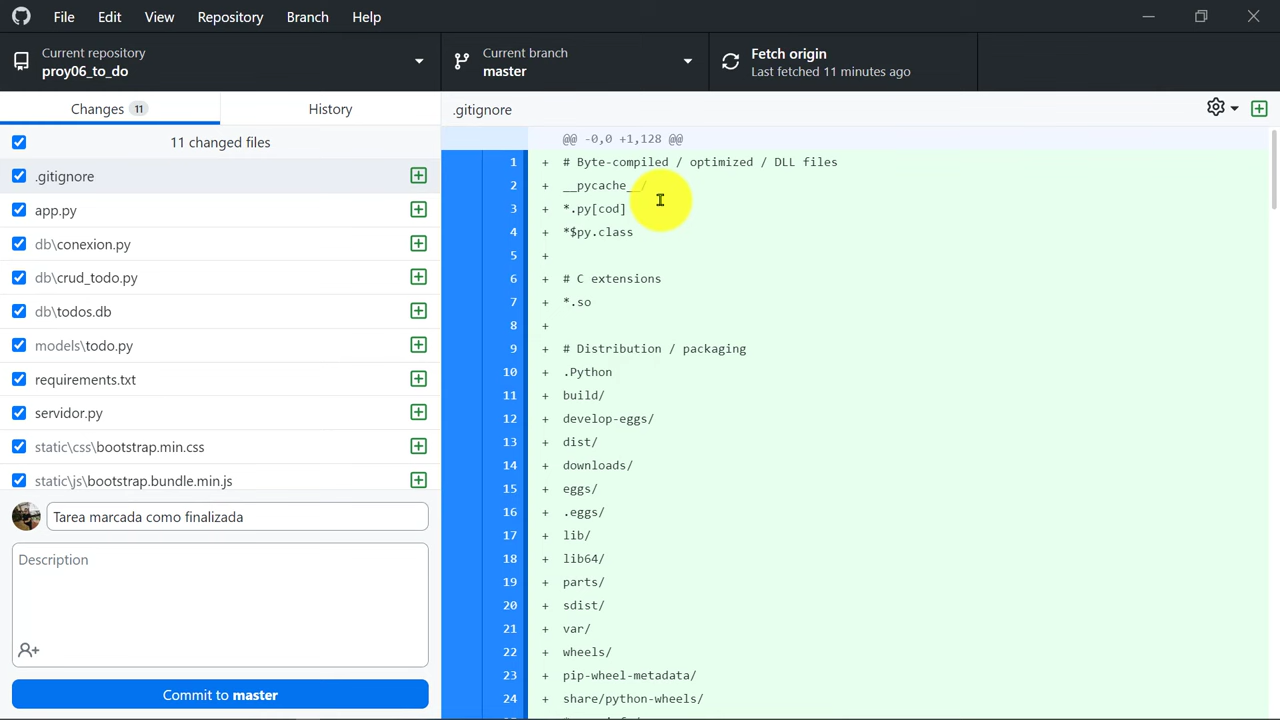 File Edit View Repository Branch Help
Current repository
proy06_to_do
Current branch
master
Fetch origin
Last fetched 11 minutes ago
Changes 11
History
.gitignore
11 changed files
.gitignore
app.py
db\conexion.py
db\crud_todo.py
db\todos.db
models\todo.py
requirements.txt
servidor.py
static\css\bootstrap.min.css
static\js\bootstrap.bundle.min.js
Tarea marcada como finalizada
Description
Commit to master
@@ -0,0 +1,128 @@
1 + # Byte-compiled / optimized / DLL files
2 + __pycache__/
3 + *.py[cod]
4 + *$py.class
5 +
6 + # C extensions
7 + *.so
8 +
9 + # Distribution / packaging
10 + .Python
11 + build/
12 + develop-eggs/
13 + dist/
14 + downloads/
15 + eggs/
16 + .eggs/
17 + lib/
18 + lib64/
19 + parts/
20 + sdist/
21 + var/
22 + wheels/
23 + pip-wheel-metadata/
24 + share/python-wheels/